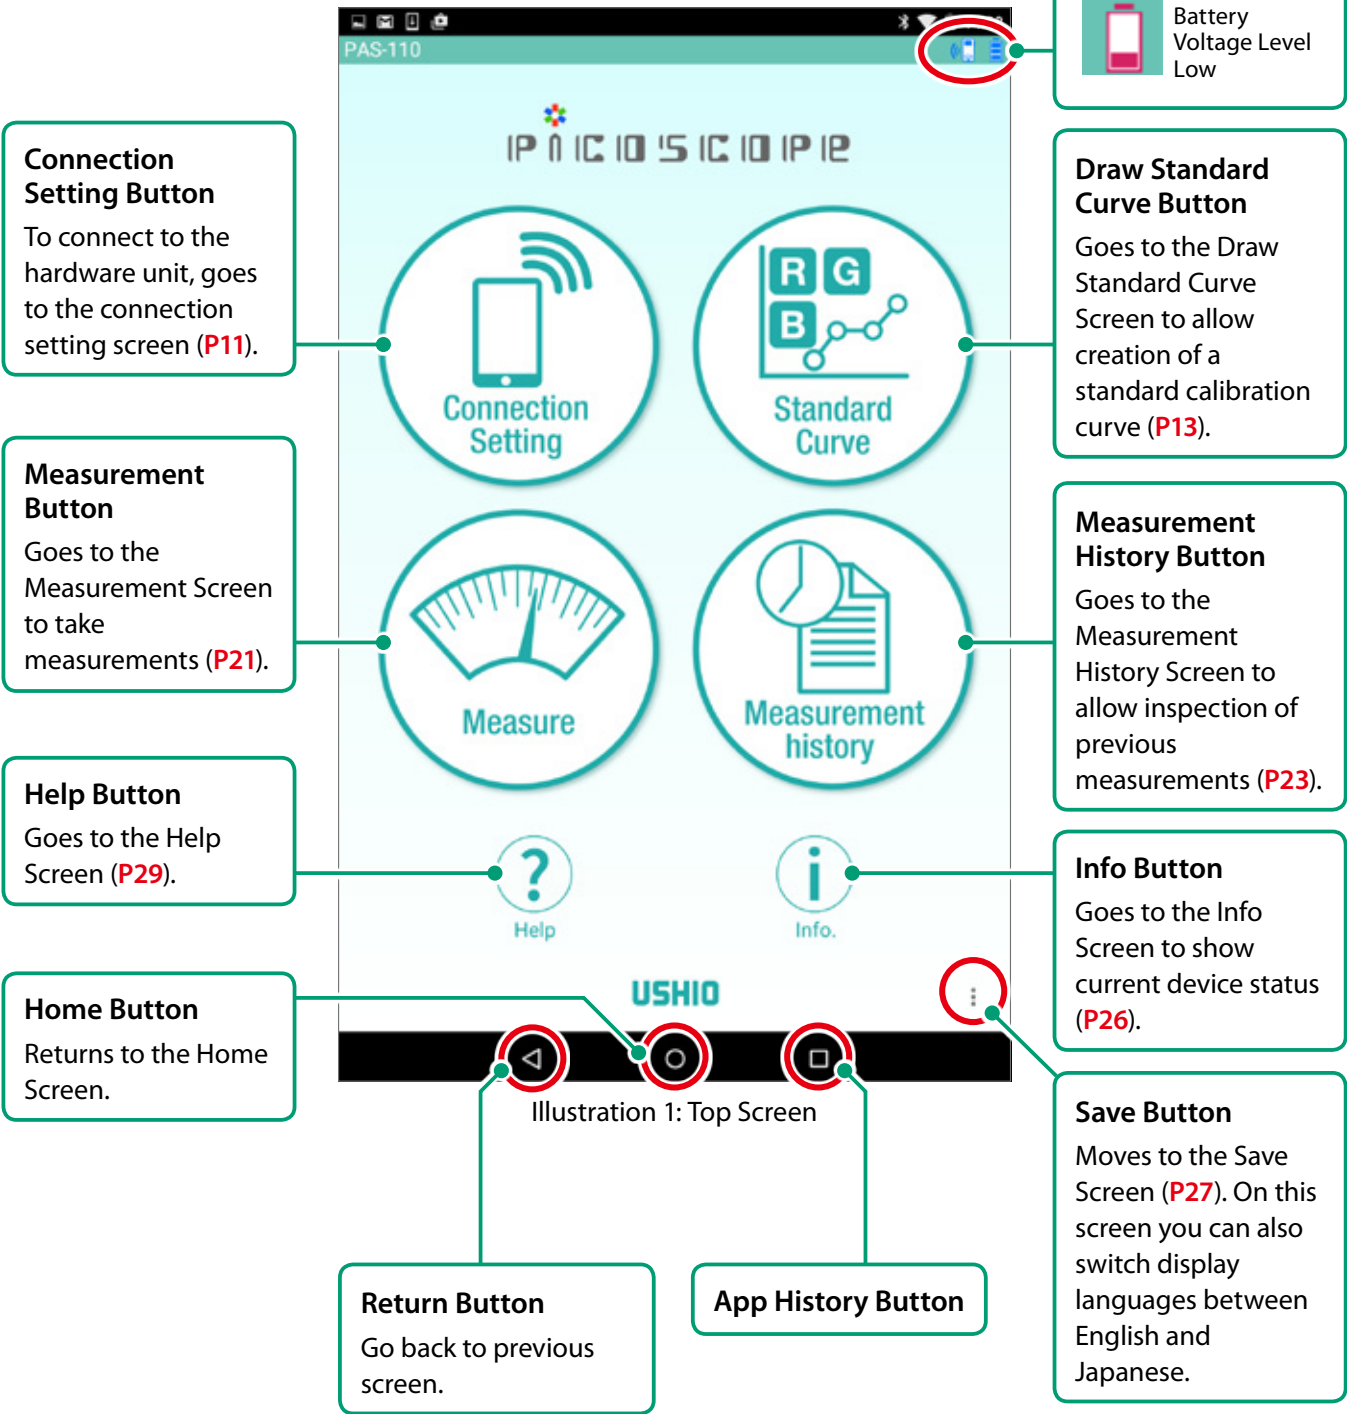 PAS-110
Battery
Voltage Level
Low
PiCOSCOPE
Connection
Setting Button
To connect to the
hardware unit, goes
to the connection
setting screen (P11).
Measurement
Button
Goes to the
Measurement Screen
to take
measurements (P21).
Help Button
Goes to the Help
Screen (P29).
Home Button
Returns to the Home
Screen.
Connection
Setting
R G
B
Standard
Curve
Measure
Measurement
history
?
Help
i
Info.
USHIO
Illustration 1: Top Screen
Draw Standard
Curve Button
Goes to the Draw
Standard Curve
Screen to allow
creation of a
standard calibration
curve (P13).
Measurement
History Button
Goes to the
Measurement
History Screen to
allow inspection of
previous
measurements (P23).
Info Button
Goes to the Info
Screen to show
current device status
(P26).
Save Button
Moves to the Save
Screen (P27). On this
screen you can also
switch display
languages between
English and
Japanese.
Return Button
Go back to previous
screen.
App History Button